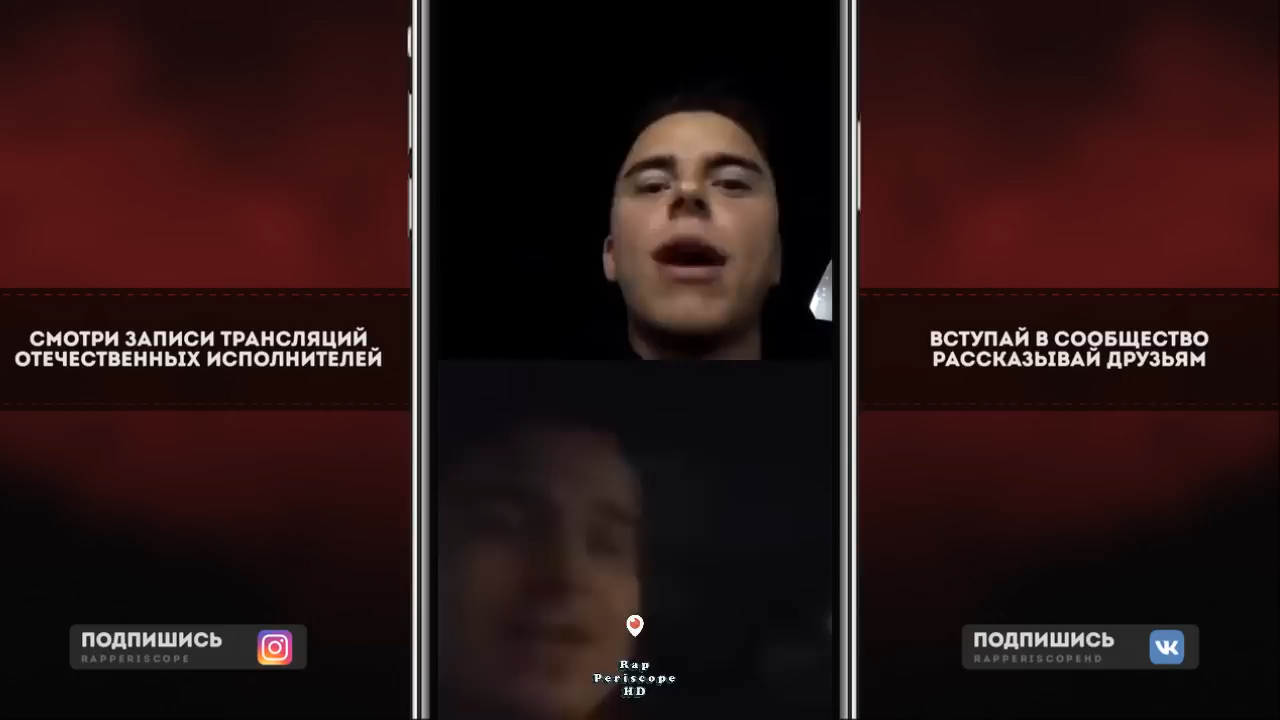 СМОТРИ ЗАПИСИ ТРАНСЛЯЦИЙ
ОТЕЧЕСТВЕННЫХ ИСПОЛНИТЕЛЕЙ
ВСТУПАЙ В СООБЩЕСТВО
РАССКАЗЫВАЙ ДРУЗЬЯМ
ПОДПИШИСЬ
RAPPERISCOPE
Rap
Periscope
HD
ПОДПИШИСЬ
RAPPERISCOPEHD